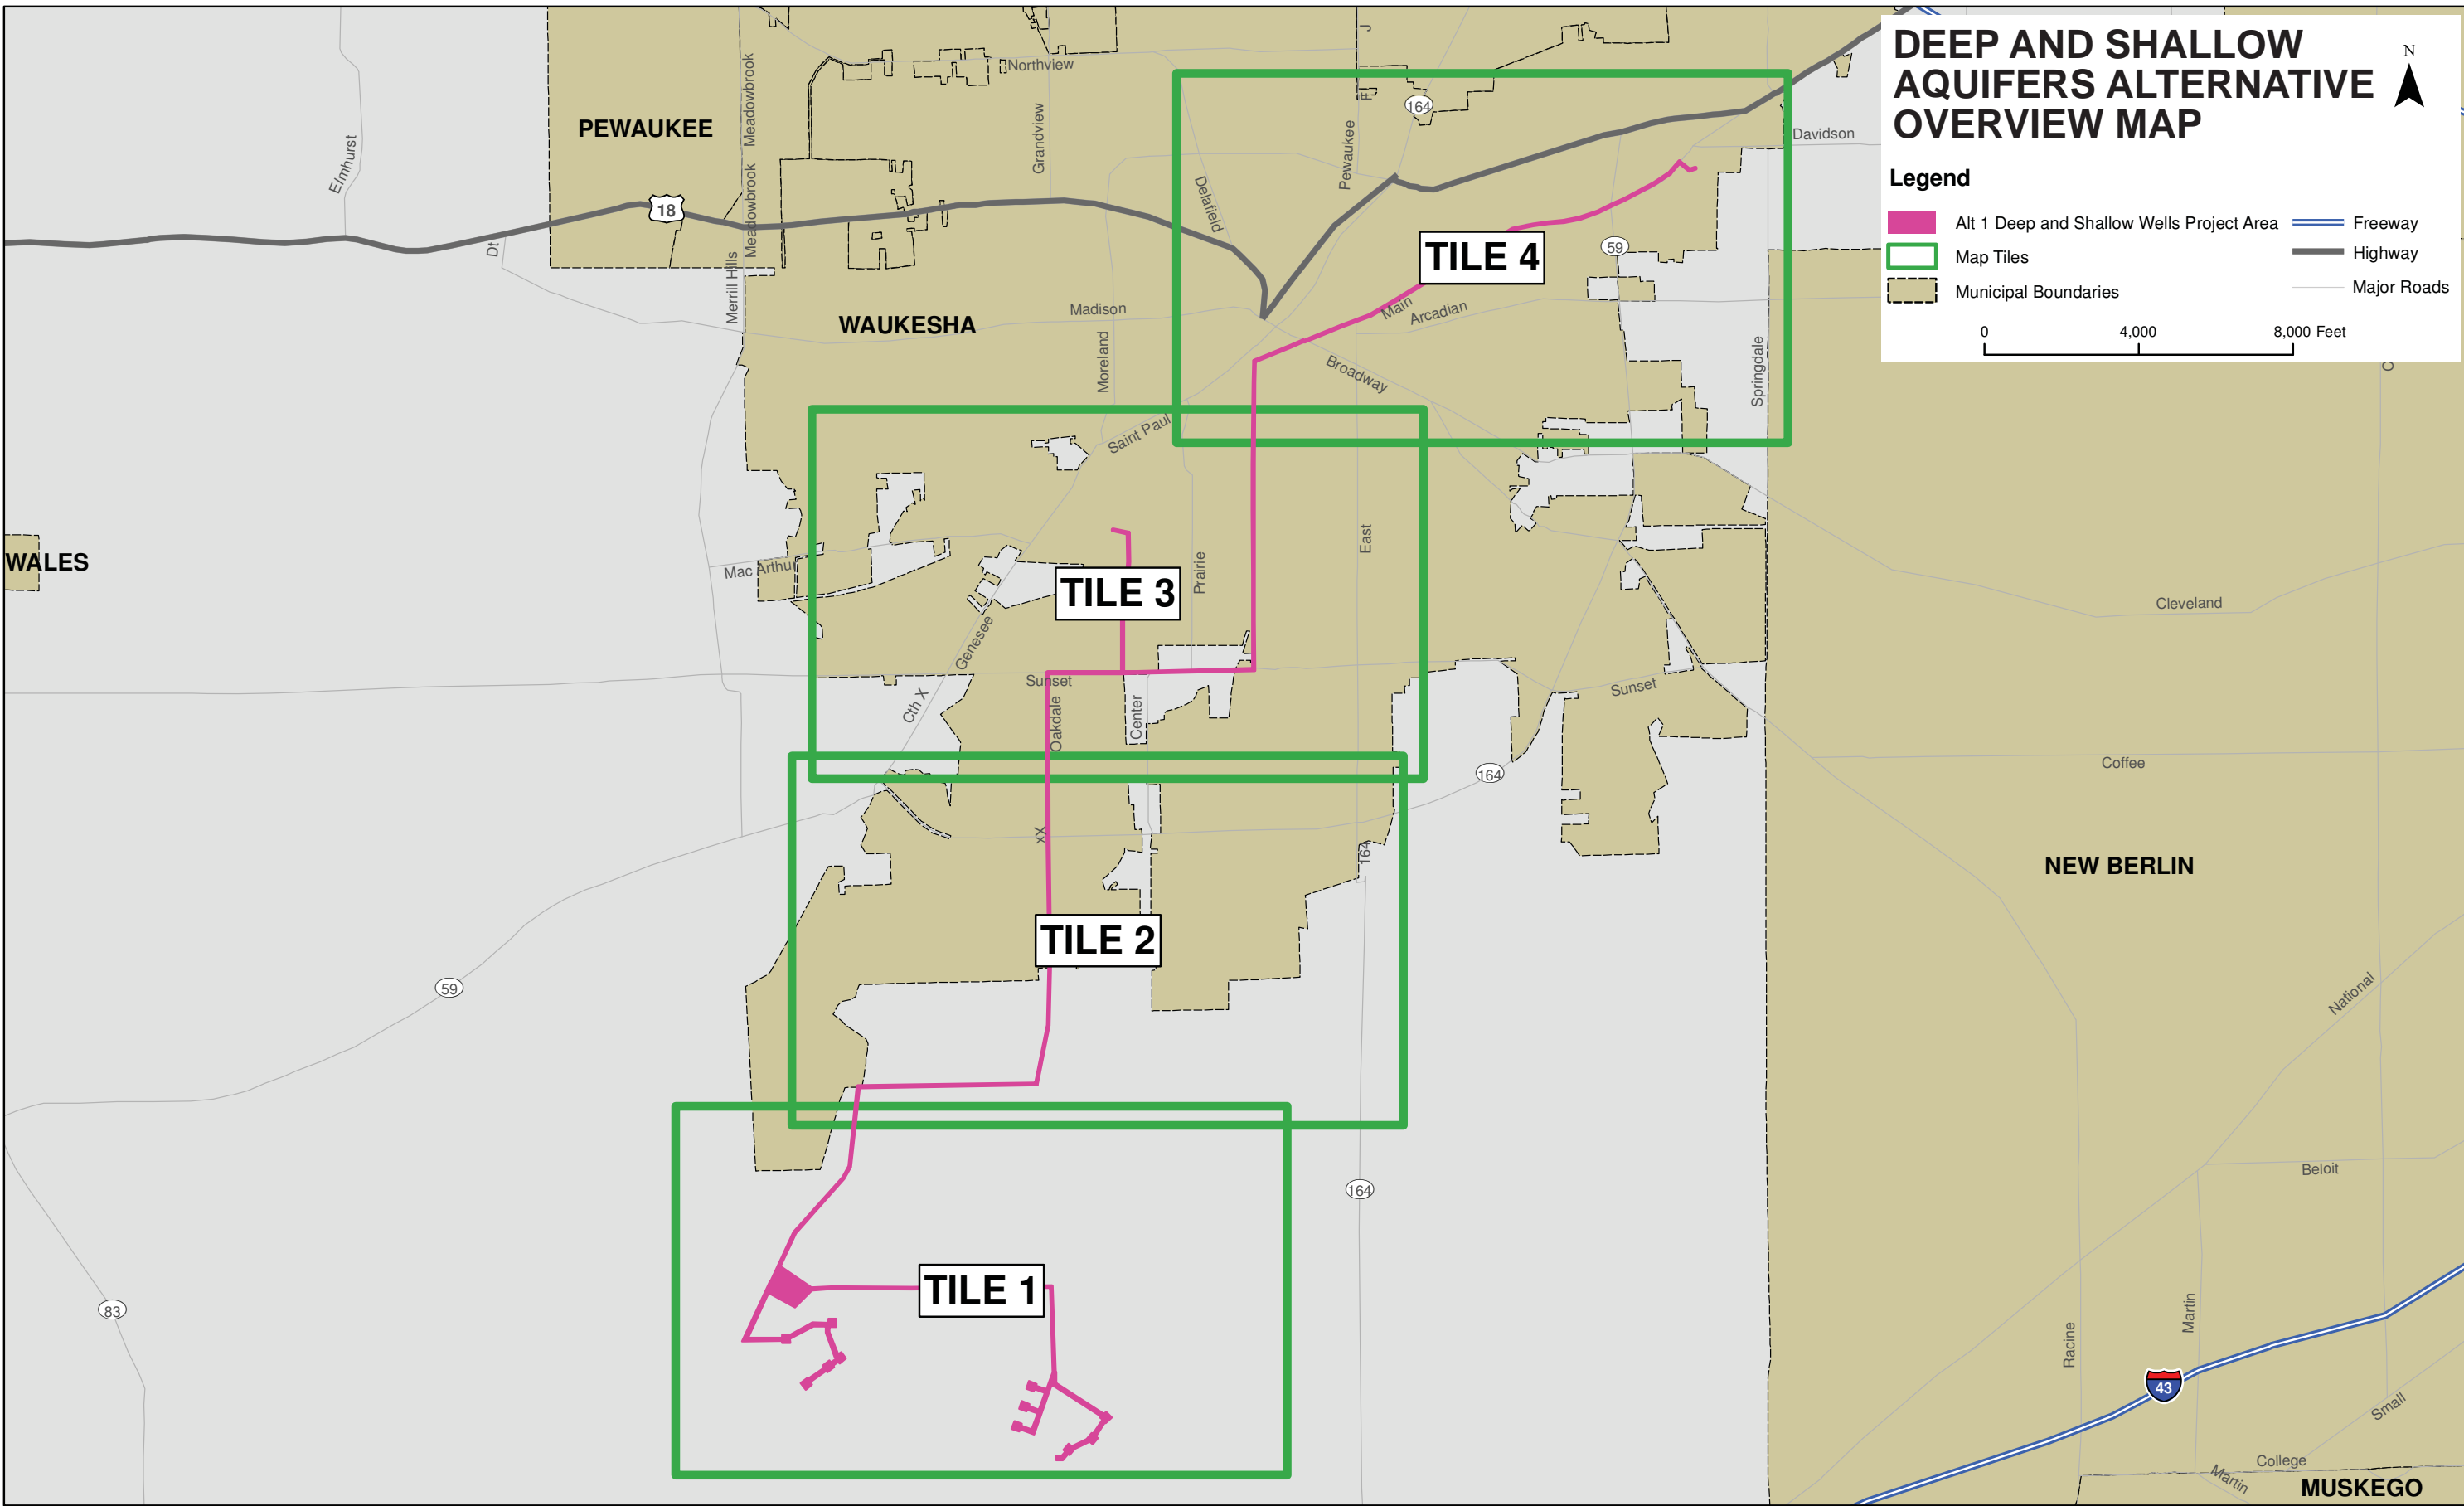 DEEP AND SHALLOW
AQUIFERS ALTERNATIVE
OVERVIEW MAP
N
Legend
Alt 1 Deep and Shallow Wells Project Area
Map Tiles
Municipal Boundaries
Freeway
Highway
Major Roads
0 4,000 8,000 Feet
PEWAUKEE
WAUKESHA
WALES
NEW BERLIN
MUSKEGO
TILE 4
TILE 3
TILE 2
TILE 1
Elmhurst
Meadowbrook
Meadowbrook
Merrill Hills
Northview
Grandview
Delafield
Pewaukee
J
F
164
18
Dt
Davidson
59
Madison
Moreland
Main
Arcadian
Broadway
Springdale
Saint Paul
Mac Arthur
Genesee
Prairie
East
Cleveland
Sunset
Sunset
Cth X
Oakdale
Center
Coffee
164
xX
164
59
National
164
Beloit
83
Racine
Martin
43
Small
College
Martin